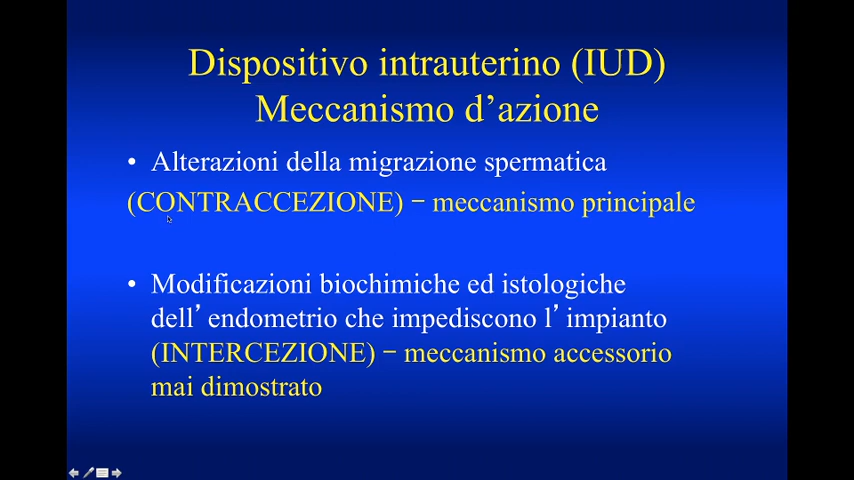 Dispositivo intrauterino (IUD)
Meccanismo d’azione
• Alterazioni della migrazione spermatica
(CONTRACCEZIONE) – meccanismo principale
• Modificazioni biochimiche ed istologiche
dell’ endometrio che impediscono l’ impianto
(INTERCEZIONE) – meccanismo accessorio
mai dimostrato